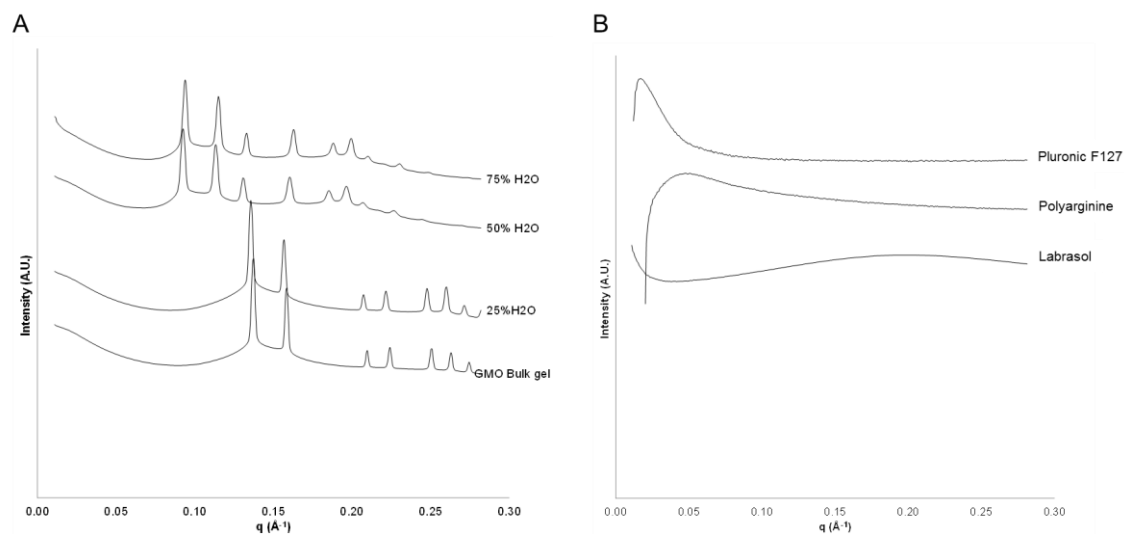 A
Intensity (A.U.)
75% H2O
50% H2O
25%H2O
GMO Bulk gel
0.00 0.05 0.10 0.15 0.20 0.25 0.30
q (Å-1)
B
Intensity (A.U.)
Pluronic F127
Polyarginine
Labrasol
0.00 0.05 0.10 0.15 0.20 0.25 0.30
q (Å-1)